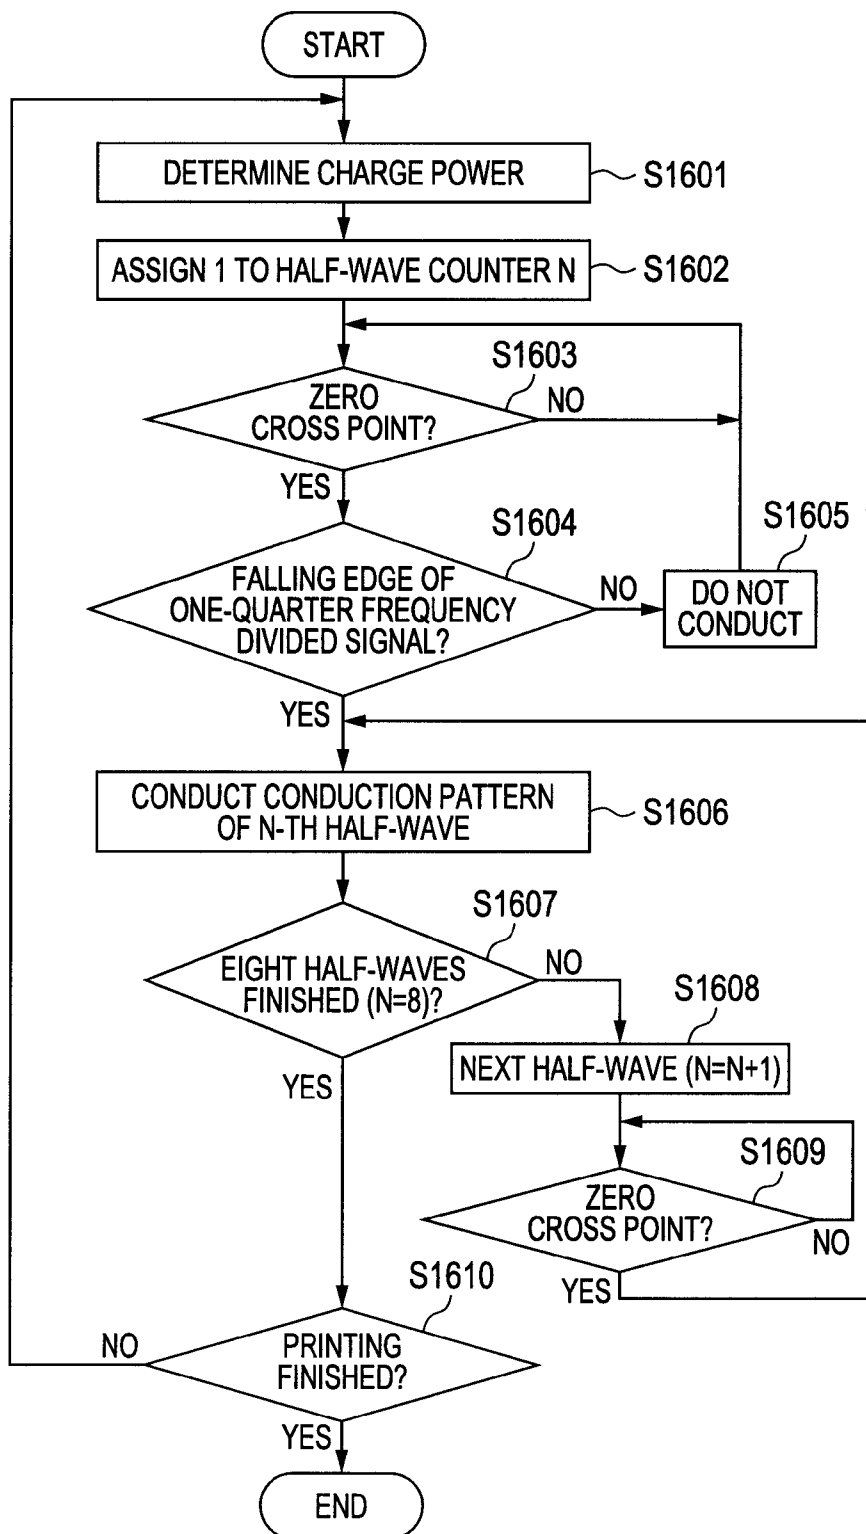 START
DETERMINE CHARGE POWER
S1601
ASSIGN 1 TO HALF-WAVE COUNTER N
S1602
S1603
ZERO
CROSS POINT?
NO
YES
S1604
FALLING EDGE OF
ONE-QUARTER FREQUENCY
DIVIDED SIGNAL?
NO
S1605
DO NOT
CONDUCT
YES
CONDUCT CONDUCTION PATTERN
OF N-TH HALF-WAVE
S1606
S1607
EIGHT HALF-WAVES
FINISHED (N=8)?
NO
YES
S1608
NEXT HALF-WAVE (N=N+1)
S1609
ZERO
CROSS POINT?
NO
YES
S1610
PRINTING
FINISHED?
NO
YES
END